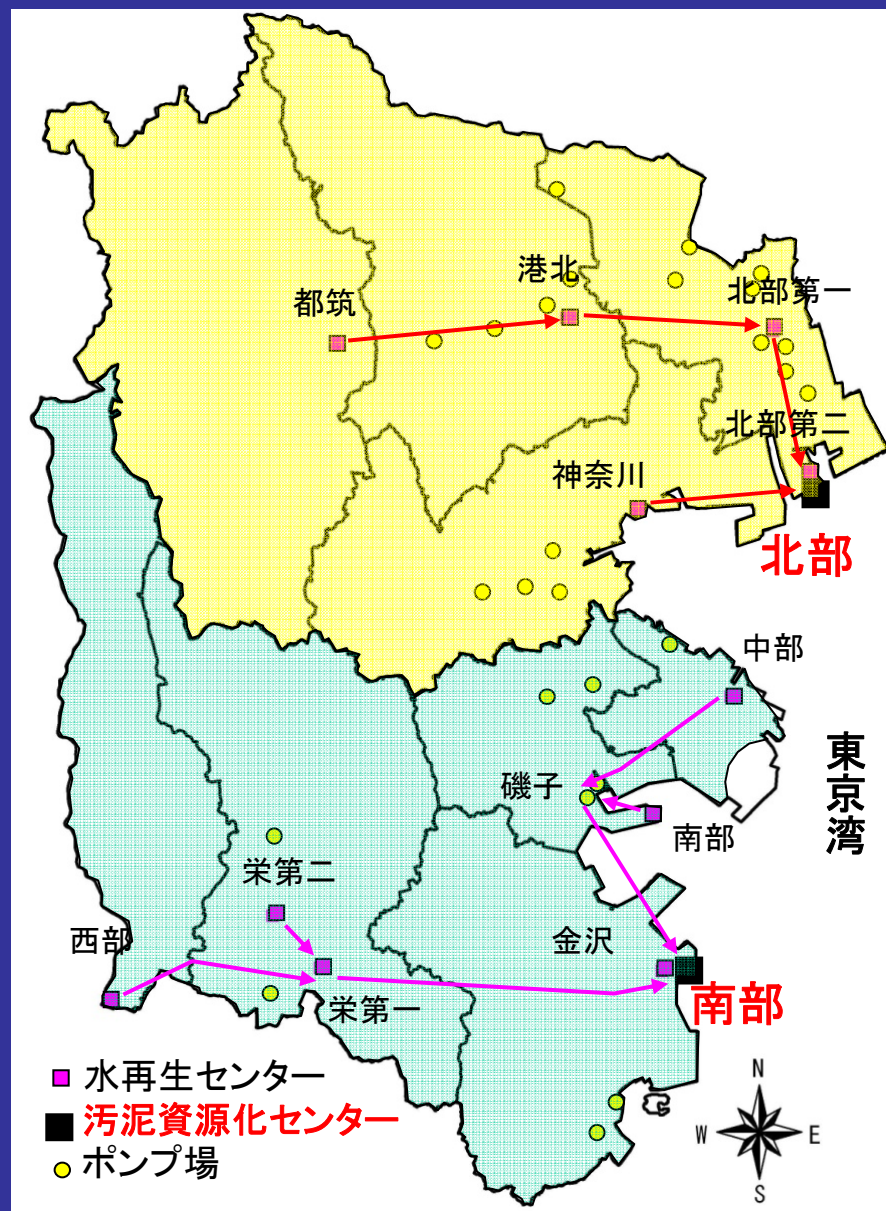 港北
都筑
北部第一
北部第二
神奈川
北部
中部
東京湾
磯子
南部
栄第二
西部
金沢
栄第一
南部
水再生センター
汚泥資源化センター
ポンプ場
N
W
E
S